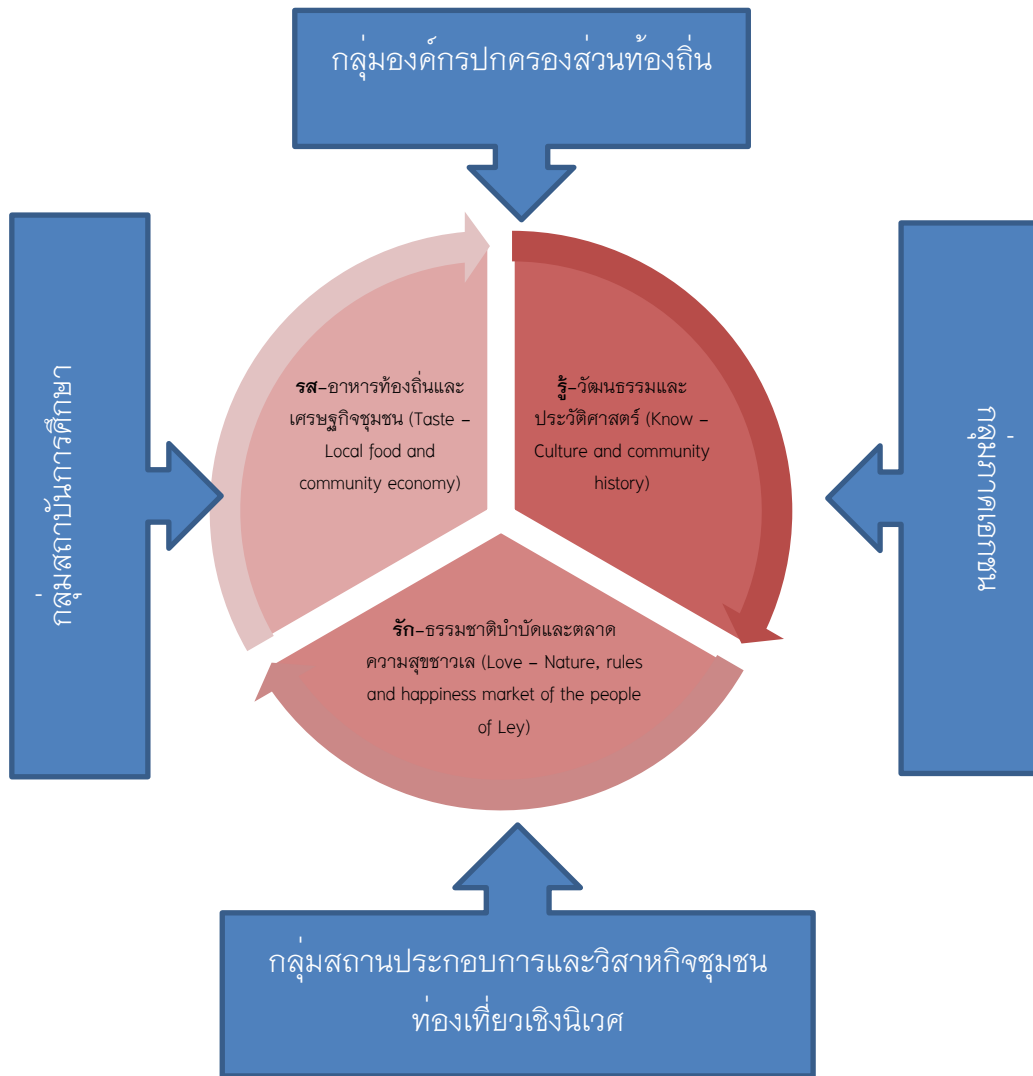 กลุ่มองค์กรปกครองส่วนท้องถิ่น
กลุ่มสถาบันการศึกษา
รส–อาหารท้องถิ่นและ
เศรษฐกิจชุมชน (Taste –
Local food and
community economy)
รู้–วัฒนธรรมและ
ประวัติศาสตร์ (Know –
Culture and community
history)
กลุ่มภาคเอกชน
รัก–ธรรมชาติบำบัดและตลาด
ความสุขชาวเล (Love – Nature, rules
and happiness market of the people
of Ley)
กลุ่มสถานประกอบการและวิสาหกิจชุมชน
ท่องเที่ยวเชิงนิเวศ